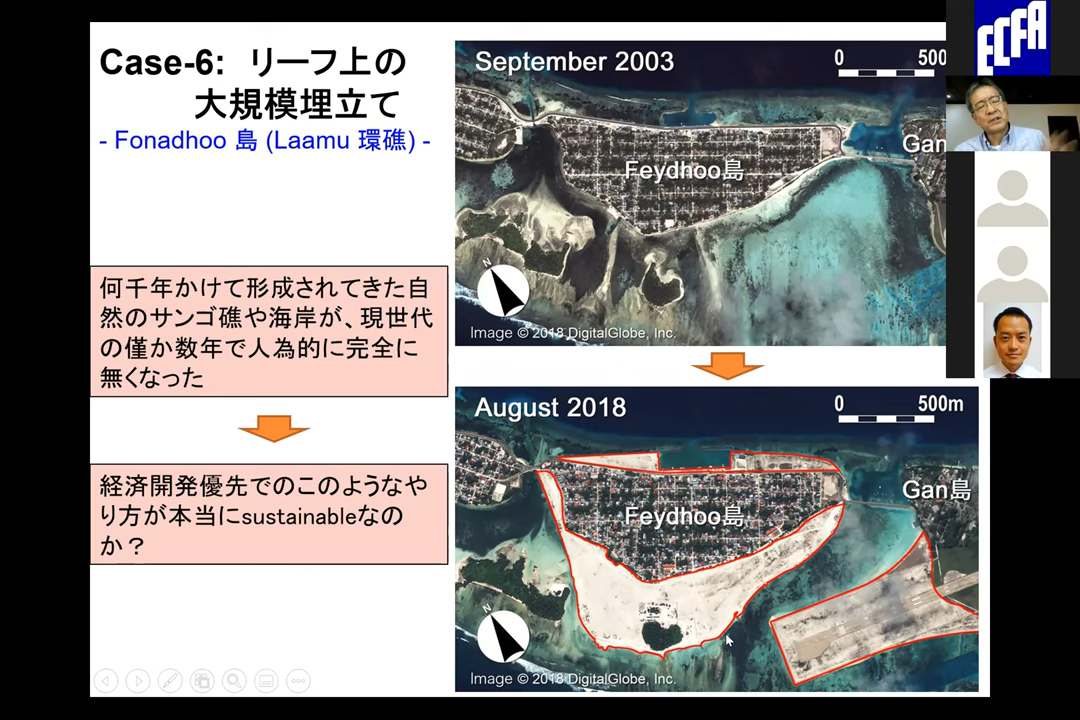 Case-6: リーフ上の
大規模埋立て
- Fonadhoo 島 (Laamu 環礁) -
何千年かけて形成されてきた自
然のサンゴ礁や海岸が、現世代
の僅か数年で人為的に完全に
無くなった
経済開発優先でのこのようなや
り方が本当にsustainableなの
か？
September 2003
0 500
Gan
Feydhoo島
N
Image © 2018 DigitalGlobe, Inc.
August 2018
0 500m
Gan島
Feydhoo島
N
Image © 2018 DigitalGlobe, Inc.
ECFA